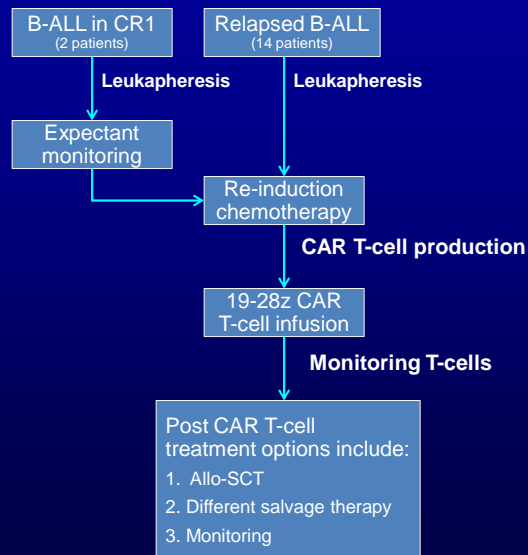 B-ALL in CR1
(2 patients)
Relapsed B-ALL
(14 patients)
Leukapheresis
Leukapheresis
Expectant
monitoring
Re-induction
chemotherapy
CAR T-cell production
19-28z CAR
T-cell infusion
Monitoring T-cells
Post CAR T-cell
treatment options include:
1. Allo-SCT
2. Different salvage therapy
3. Monitoring